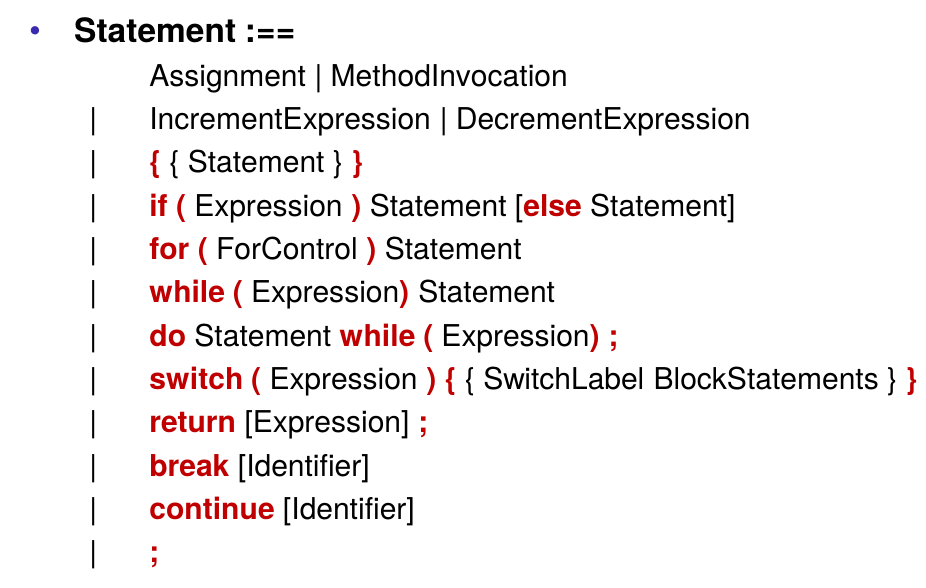 • Statement :==
Assignment | MethodInvocation
| IncrementExpression | DecrementExpression
| { { Statement } }
| if ( Expression ) Statement [else Statement]
| for ( ForControl ) Statement
| while ( Expression) Statement
| do Statement while ( Expression) ;
| switch ( Expression ) { { SwitchLabel BlockStatements } }
| return [Expression] ;
| break [Identifier]
| continue [Identifier]
| ;